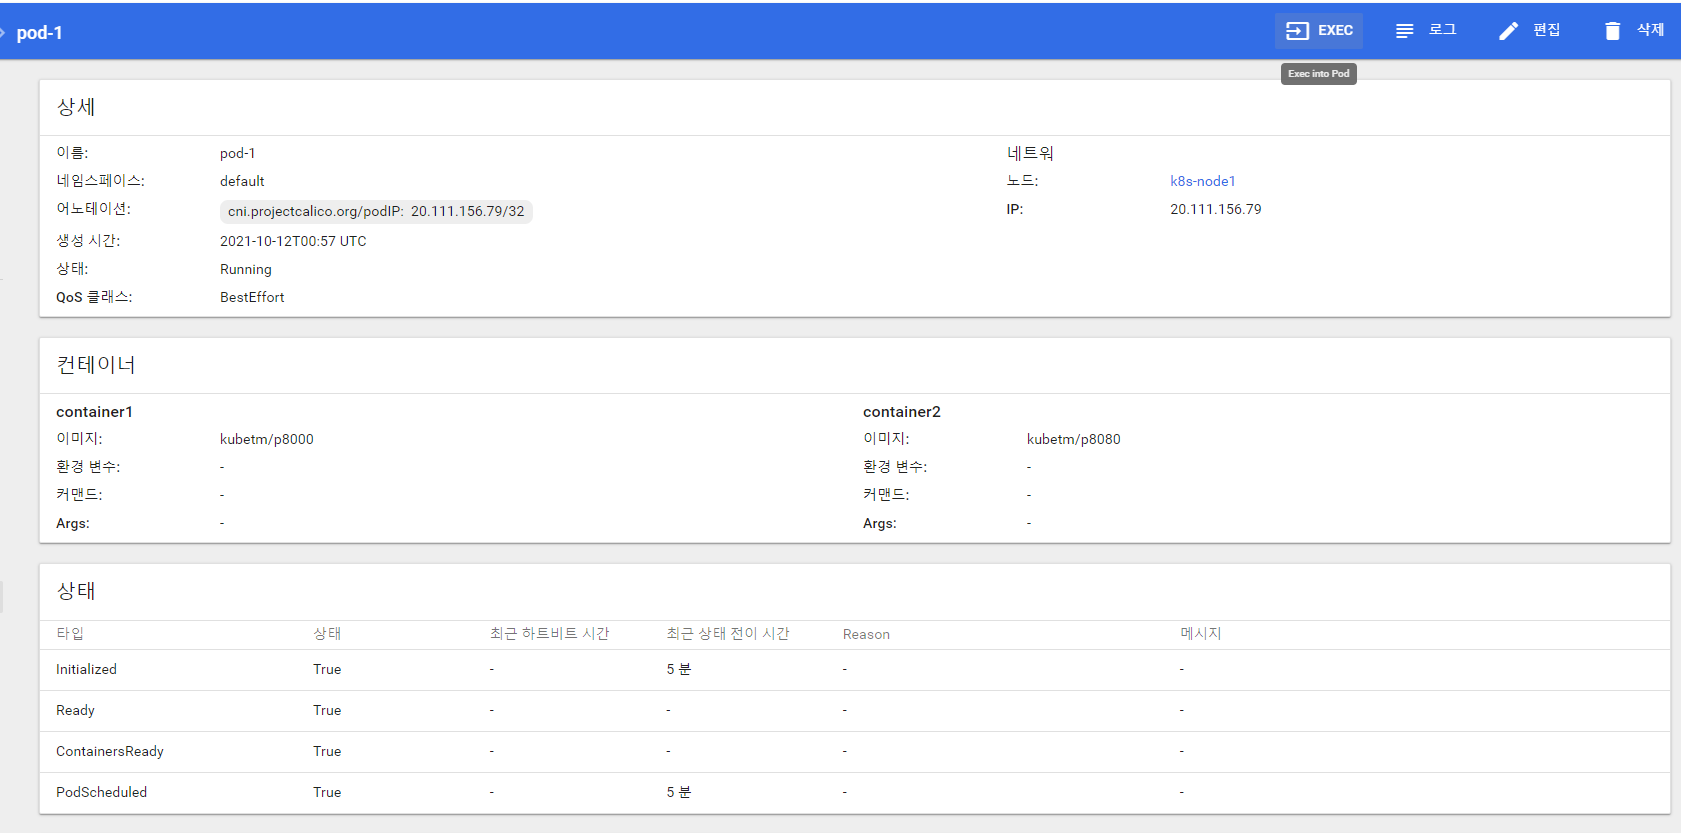 pod-1
EXEC
로그
편집
삭제
Exec into Pod
상세
이름: pod-1
네임스페이스: default
어노테이션: cni.projectcalico.org/podIP: 20.111.156.79/32
생성 시간: 2021-10-12T00:57 UTC
상태: Running
QoS 클래스: BestEffort
네트워
노드: k8s-node1
IP: 20.111.156.79
컨테이너
container1
이미지: kubetm/p8000
환경 변수: -
커맨드: -
Args: -
container2
이미지: kubetm/p8080
환경 변수: -
커맨드: -
Args: -
상태
타입 상태 최근 하트비트 시간 최근 상태 전이 시간 Reason 메시지
Initialized True - 5 분 - -
Ready True - - - -
ContainersReady True - - - -
PodScheduled True - 5 분 - -